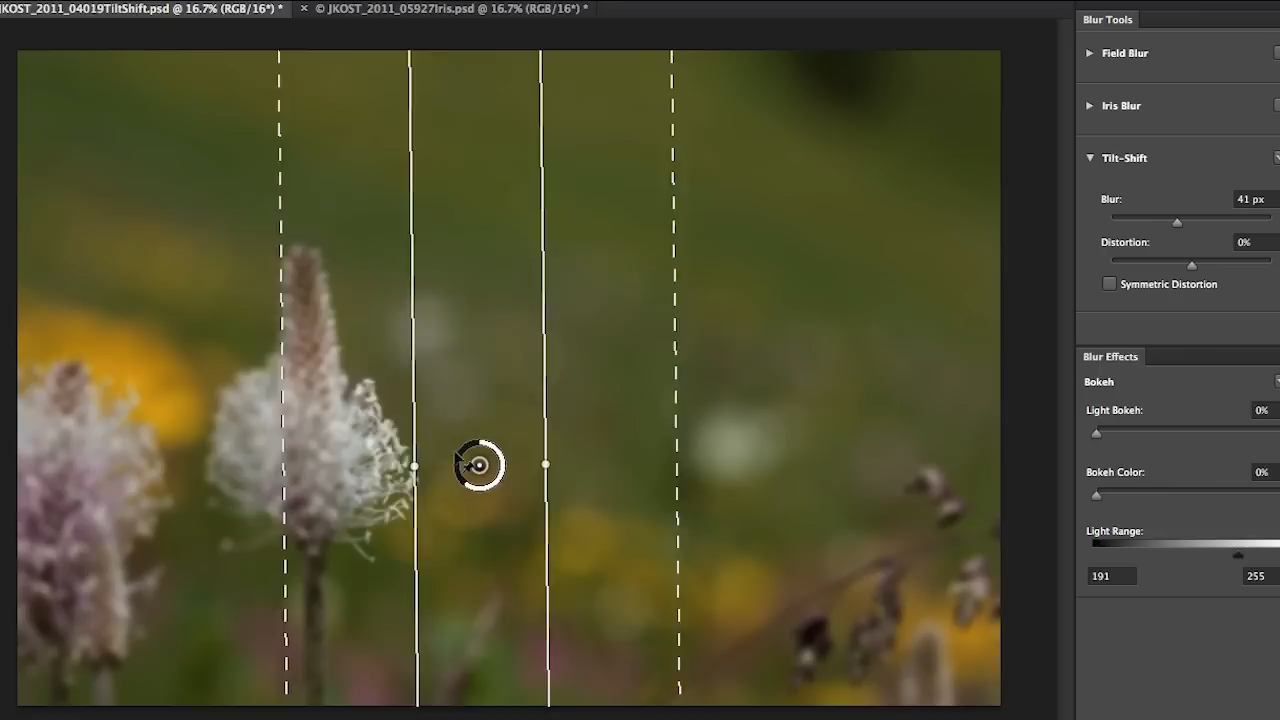 JKOST_2011_04019TiltShift.psd @ 16.7% (RGB/16*) *
× © JKOST_2011_05927Iris.psd @ 16.7% (RGB/16*) *
Blur Tools
Field Blur
Iris Blur
Tilt-Shift
Blur:
41 px
Distortion:
0%
Symmetric Distortion
Blur Effects
Bokeh
Light Bokeh:
0%
Bokeh Color:
0%
Light Range:
191
255